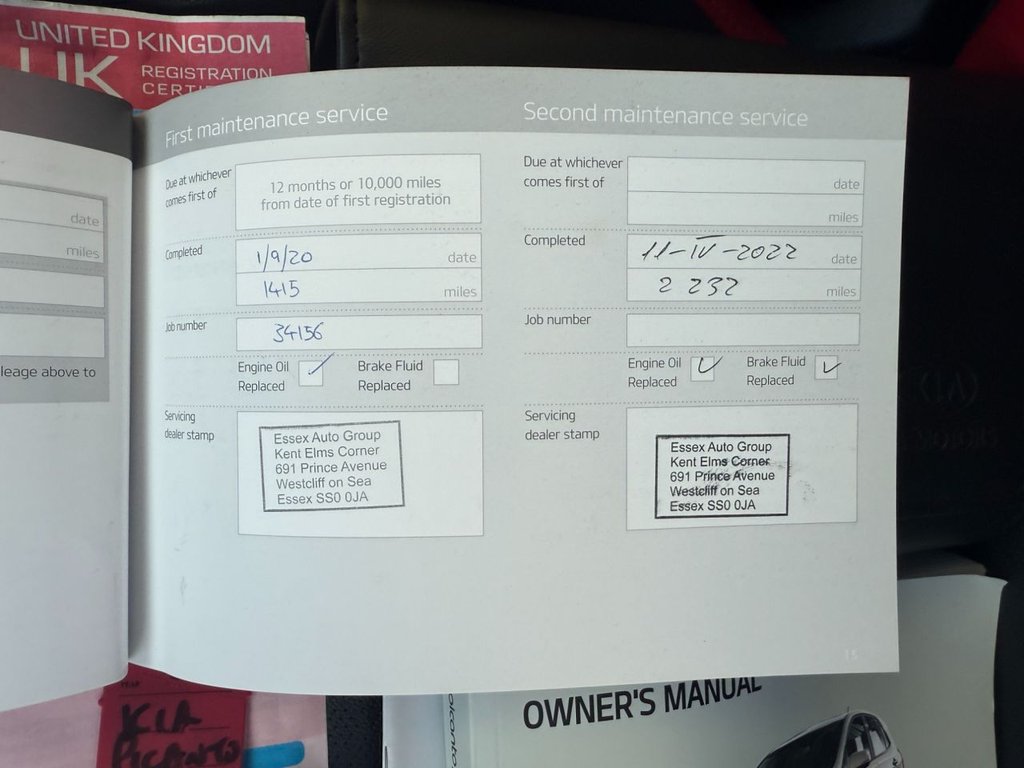 UNITED KINGDOM
UK
REGISTRATION
First maintenance service
Due at whichever
comes first of
12 months or 10,000 miles
from date of first registration
Completed
1/9/20 date
1415 miles
Job number
34156
Engine Oil
Replaced
Brake Fluid
Replaced
Servicing
dealer stamp
Essex Auto Group
Kent Elms Corner
691 Prince Avenue
Westcliff on Sea
Essex SS0 0JA
Second maintenance service
Due at whichever
comes first of
date
miles
Completed
11-IV-2022 date
2 232 miles
Job number
Engine Oil
Replaced
Brake Fluid
Replaced
Servicing
dealer stamp
Essex Auto Group
Kent Elms Corner
691 Prince Avenue
Westcliff on Sea
Essex SS0 0JA
15
date
miles
leage above to
KIA
PICANTO
OWNER'S MANUAL